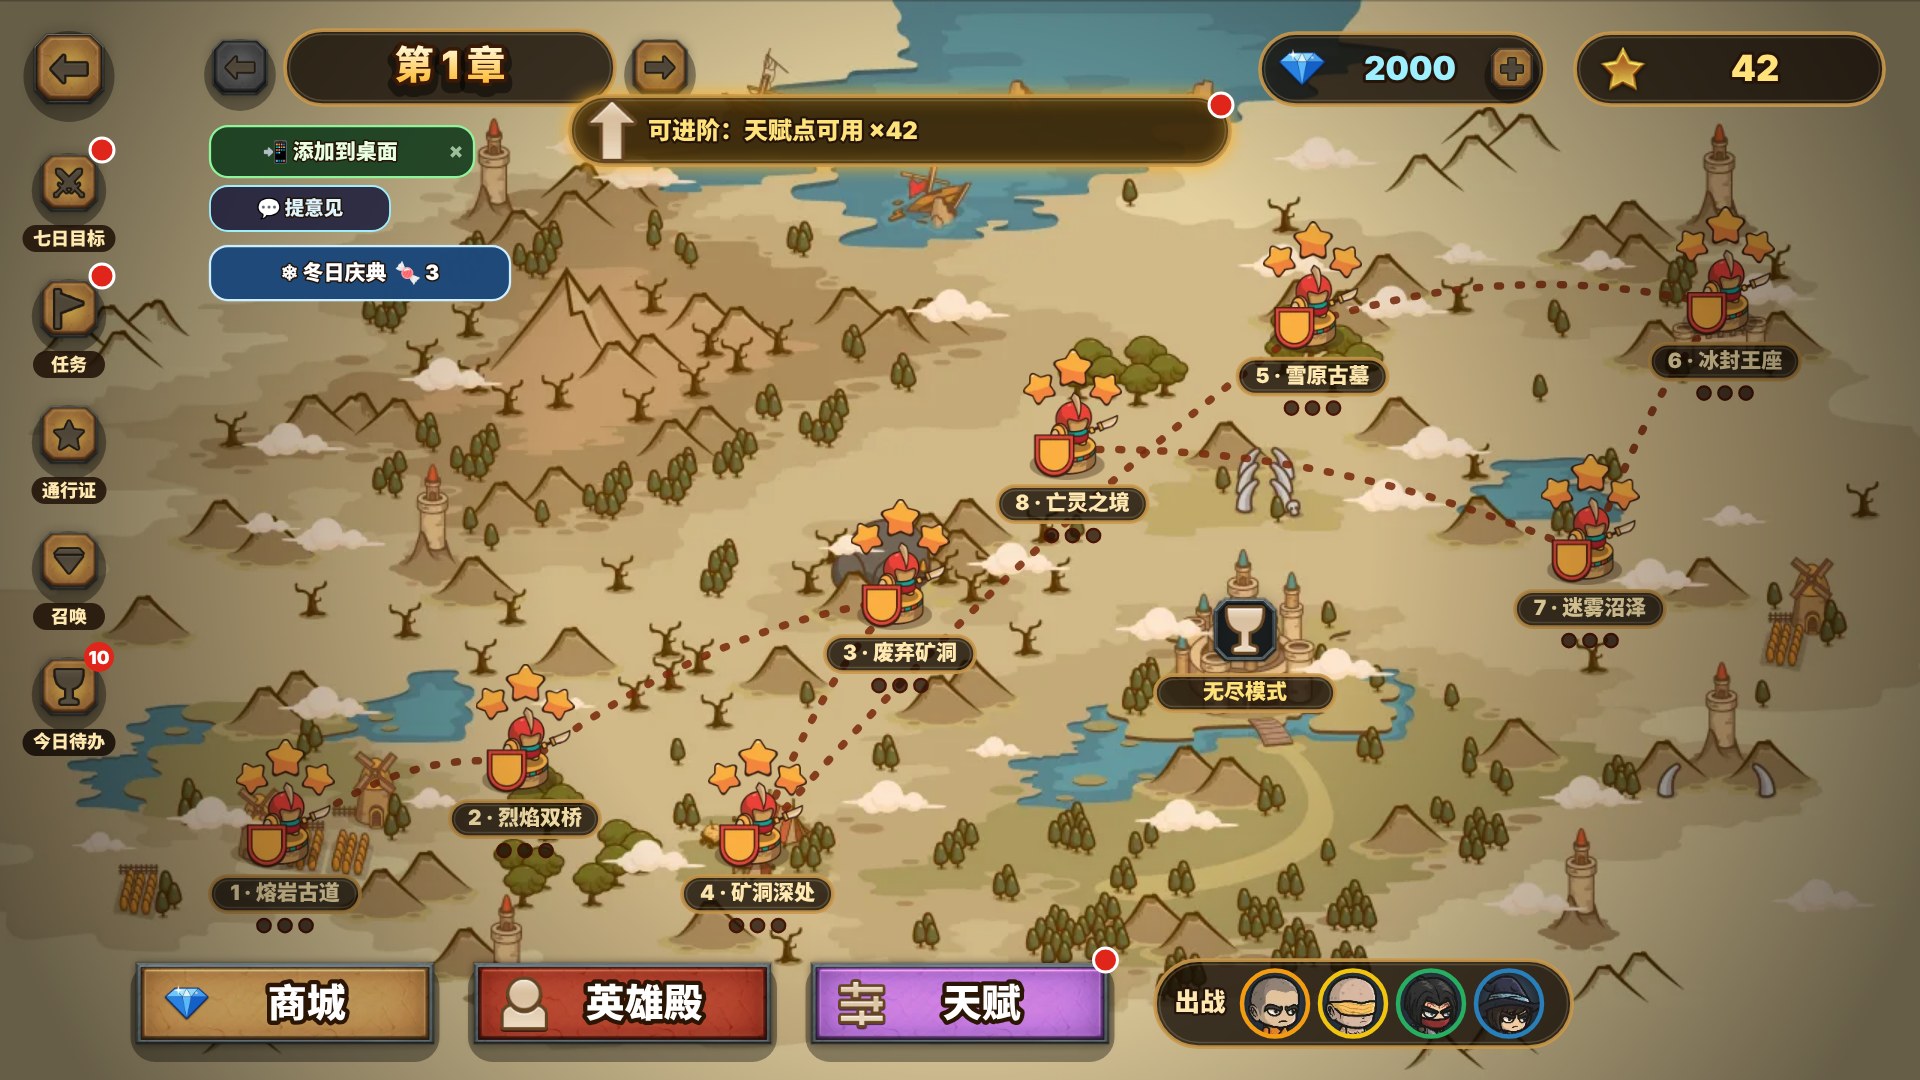 第1章
2000
42
可进阶：天赋点可用 ×42
添加到桌面 ×
提意见
冬日庆典 3
七日目标
任务
通行证
召唤
10
今日待办
5 · 雪原古墓
6 · 冰封王座
8 · 亡灵之境
7 · 迷雾沼泽
3 · 废弃矿洞
无尽模式
2 · 烈焰双桥
1 · 熔岩古道
4 · 矿洞深处
商城
英雄殿
天赋
出战